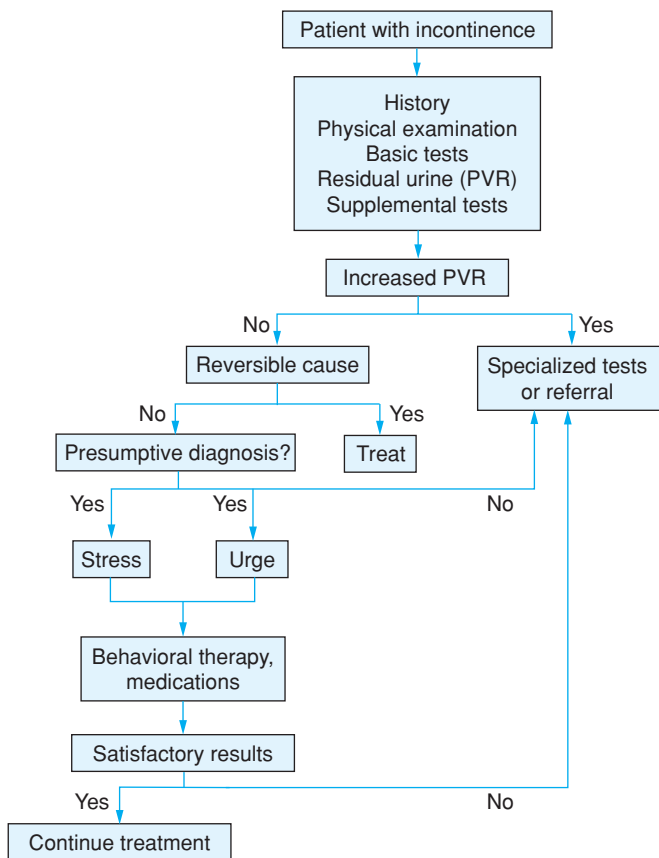 Patient with incontinence
History
Physical examination
Basic tests
Residual urine (PVR)
Supplemental tests
Increased PVR
No
Yes
Reversible cause
Specialized tests
or referral
No
Yes
Presumptive diagnosis?
Treat
Yes
Yes
No
Stress
Urge
Behavioral therapy,
medications
Satisfactory results
Yes
No
Continue treatment